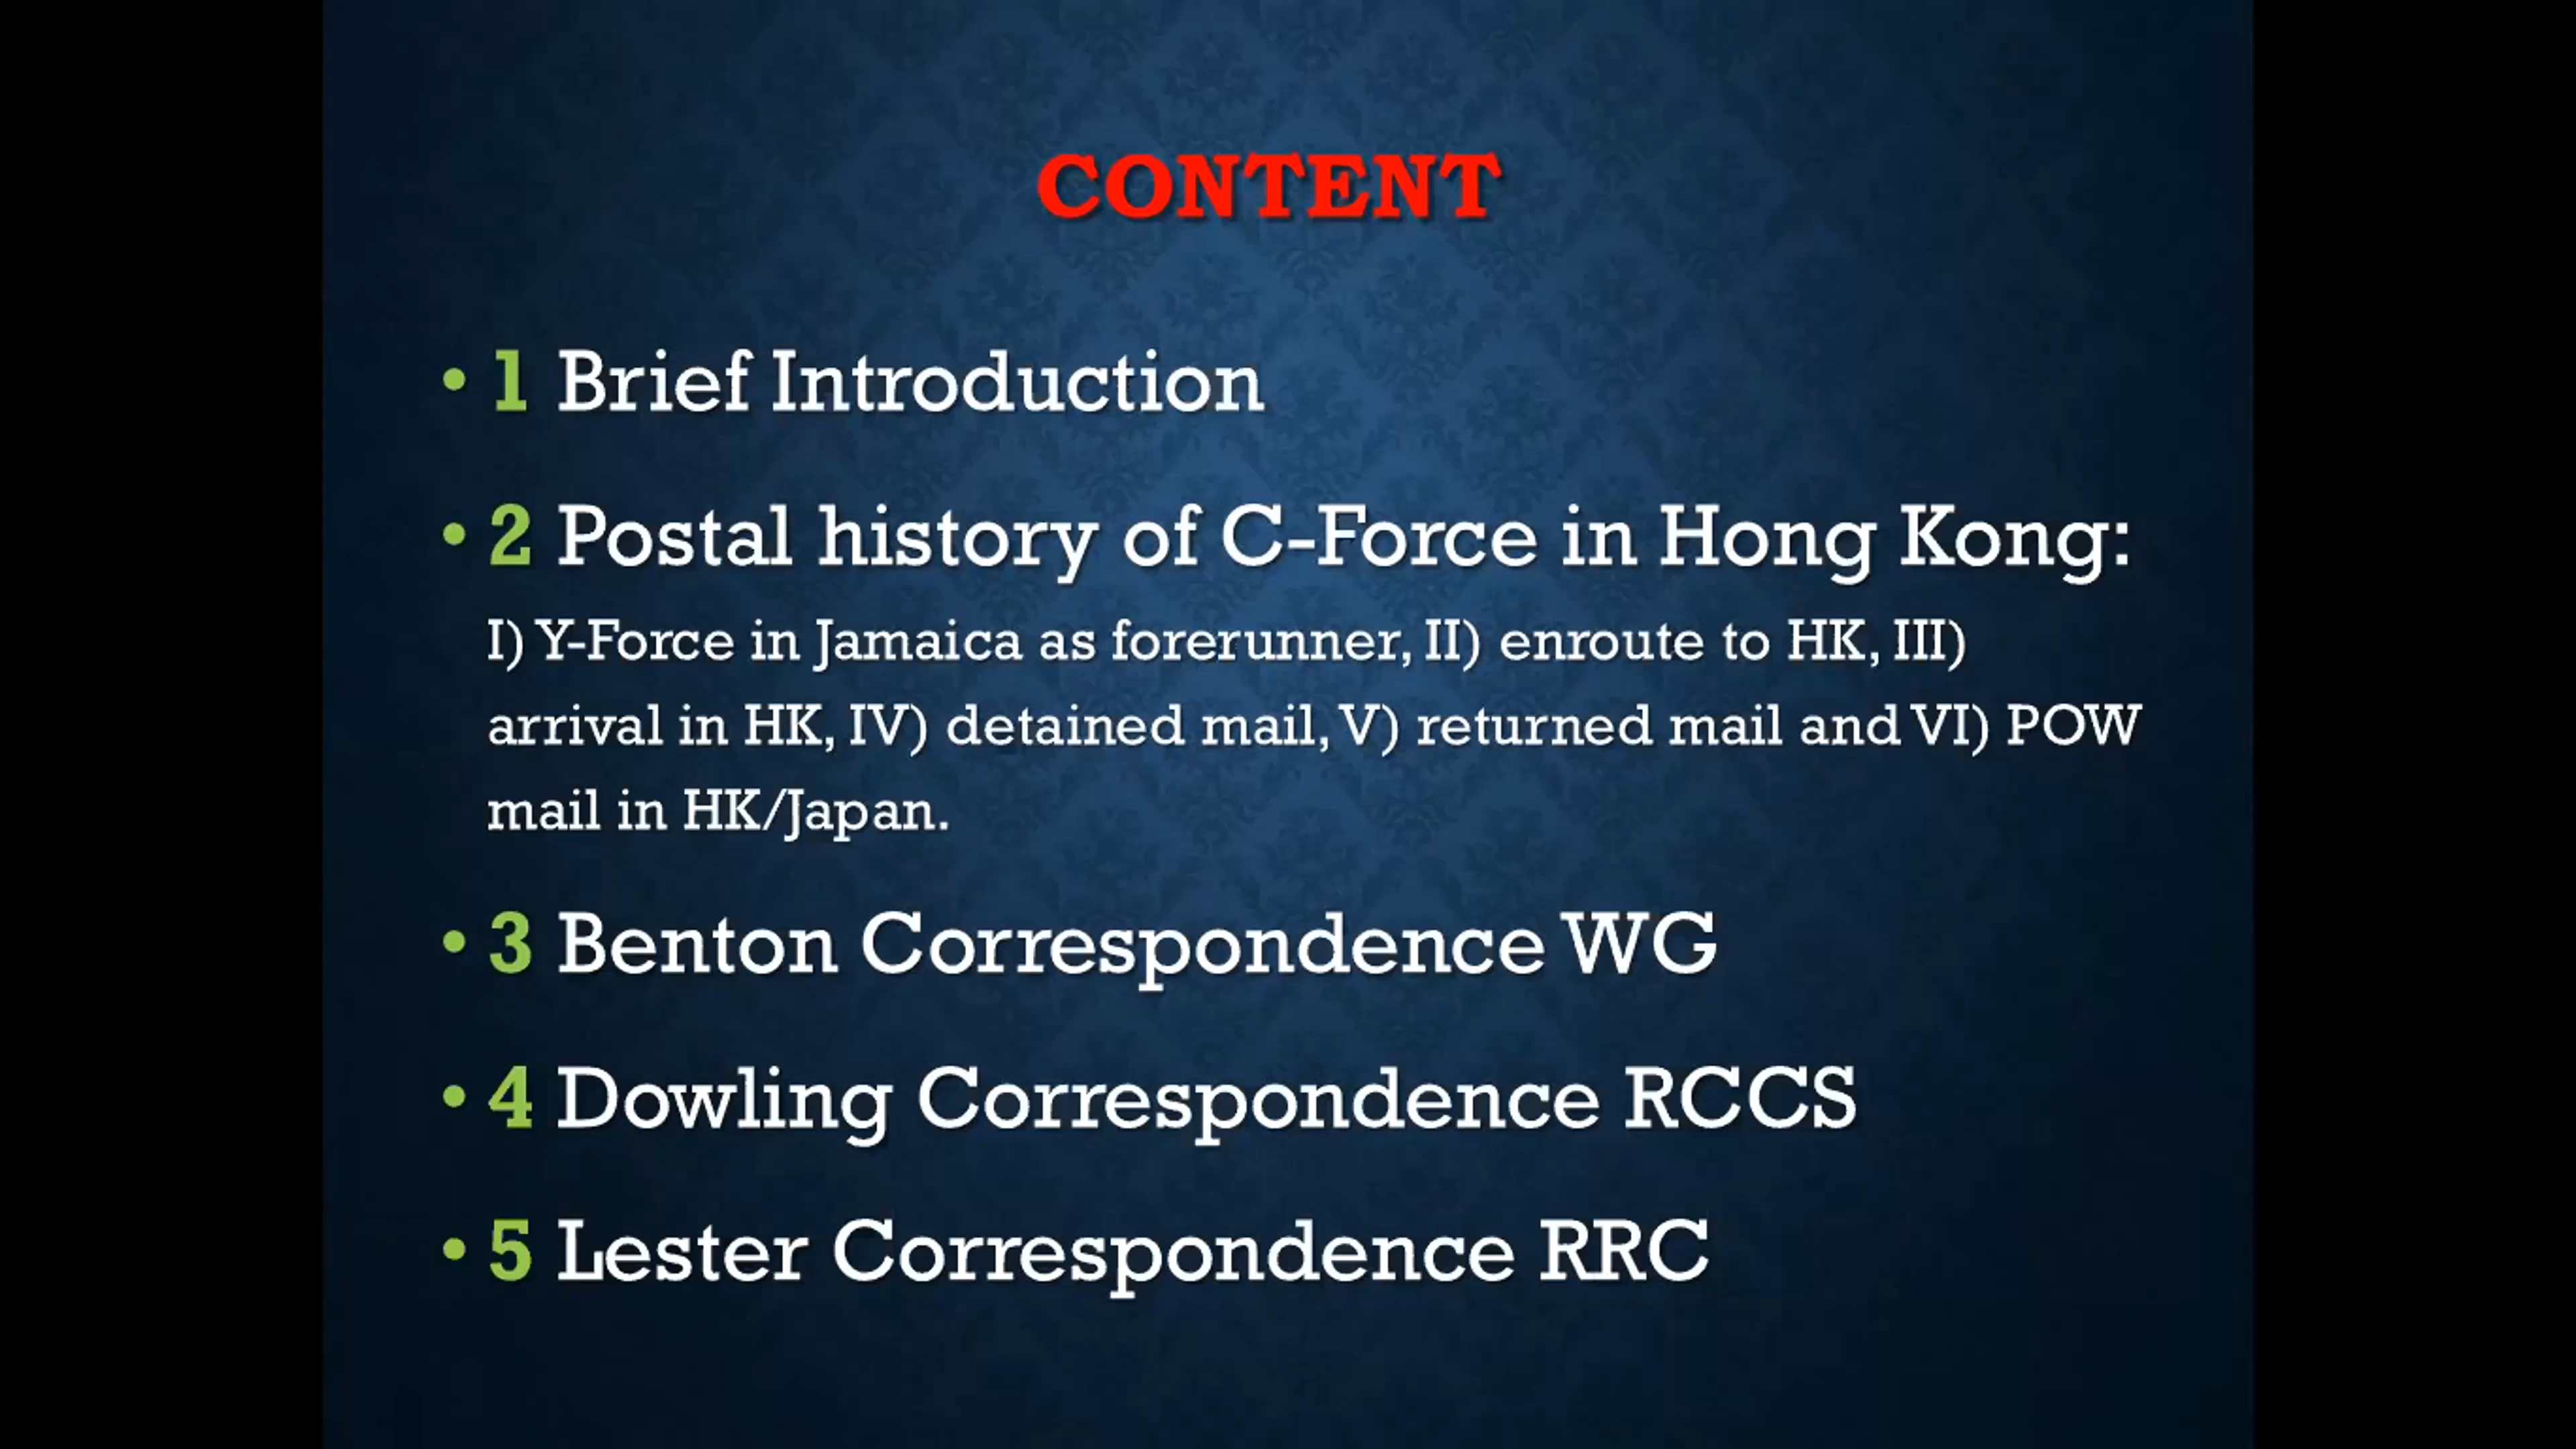 CONTENT
• 1 Brief Introduction
• 2 Postal history of C-Force in Hong Kong:
I) Y-Force in Jamaica as forerunner, II) enroute to HK, III)
arrival in HK, IV) detained mail, V) returned mail and VI) POW
mail in HK/Japan.
• 3 Benton Correspondence WG
• 4 Dowling Correspondence RCCS
• 5 Lester Correspondence RRC